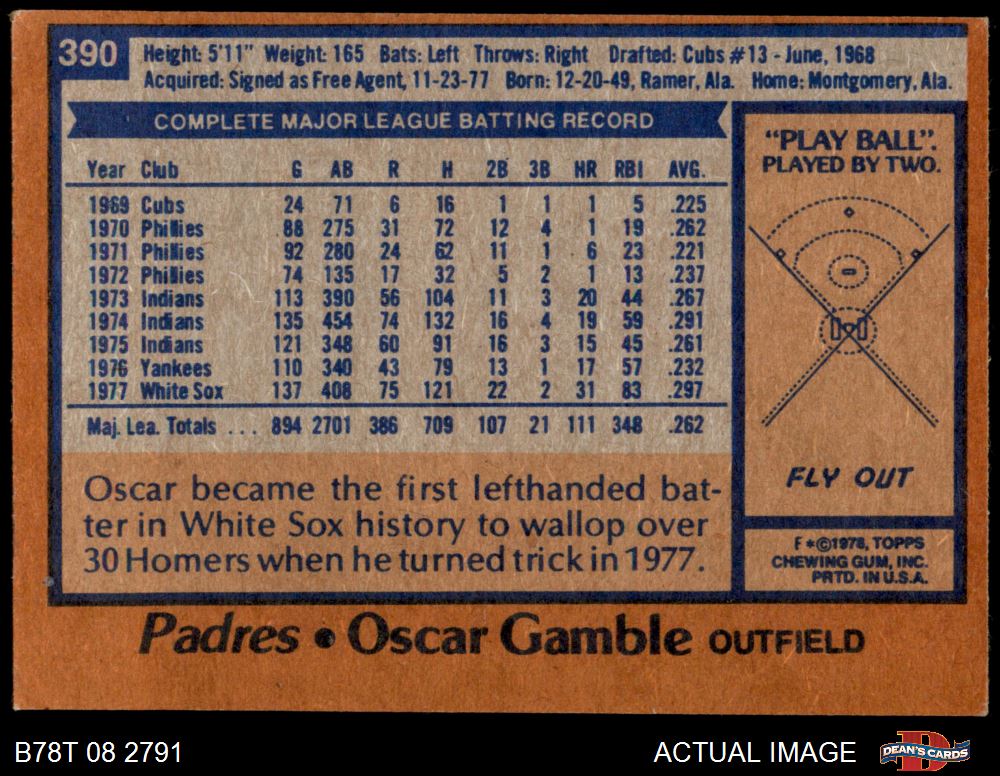 390
Height: 5'11" Weight: 165 Bats: Left Throws: Right Drafted: Cubs #13 - June, 1968
Acquired: Signed as Free Agent, 11-23-77 Born: 12-20-49, Ramer, Ala. Home: Montgomery, Ala.
COMPLETE MAJOR LEAGUE BATTING RECORD
Year Club G AB R H 2B 3B HR RBI AVG.
1969 Cubs 24 71 6 16 1 1 1 5 .225
1970 Phillies 88 275 31 72 12 4 1 19 .262
1971 Phillies 92 280 24 62 11 1 6 23 .221
1972 Phillies 74 135 17 32 5 2 1 13 .237
1973 Indians 113 390 56 104 11 3 20 44 .267
1974 Indians 135 454 74 132 16 4 19 59 .291
1975 Indians 121 348 60 91 16 3 15 45 .261
1976 Yankees 110 340 43 79 13 1 17 57 .232
1977 White Sox 137 408 75 121 22 2 31 83 .297
Maj. Lea. Totals ... 894 2701 386 709 107 21 111 348 .262
Oscar became the first lefthanded bat-
ter in White Sox history to wallop over
30 Homers when he turned trick in 1977.
"PLAY BALL".
PLAYED BY TWO.
FLY OUT
F *©1978, TOPPS
CHEWING GUM, INC.
PRTD. IN U.S.A.
Padres • Oscar Gamble OUTFIELD
B78T 08 2791
ACTUAL IMAGE
DEAN'S CARDS